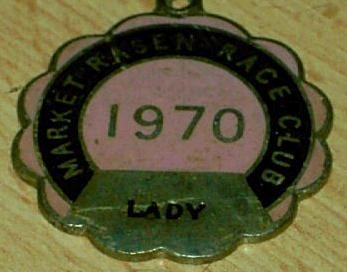 MARKET RASEN RACE CLUB
1970
LADY